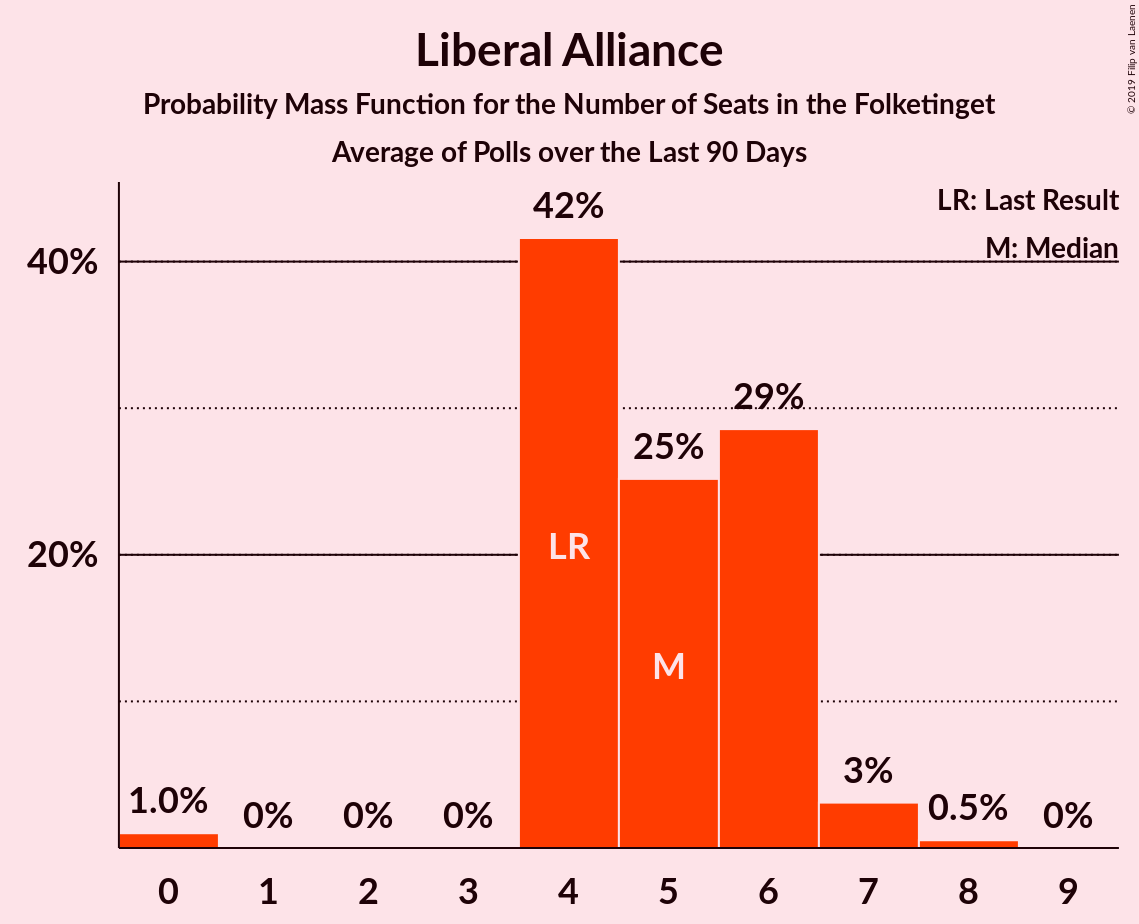 Liberal Alliance
Probability Mass Function for the Number of Seats in the Folketinget
Average of Polls over the Last 90 Days
© 2019 Filip van Laenen
LR: Last Result
M: Median
40%
20%
1.0%
0%
0%
0%
42%
25%
29%
3%
0.5%
0%
LR
M
0 1 2 3 4 5 6 7 8 9